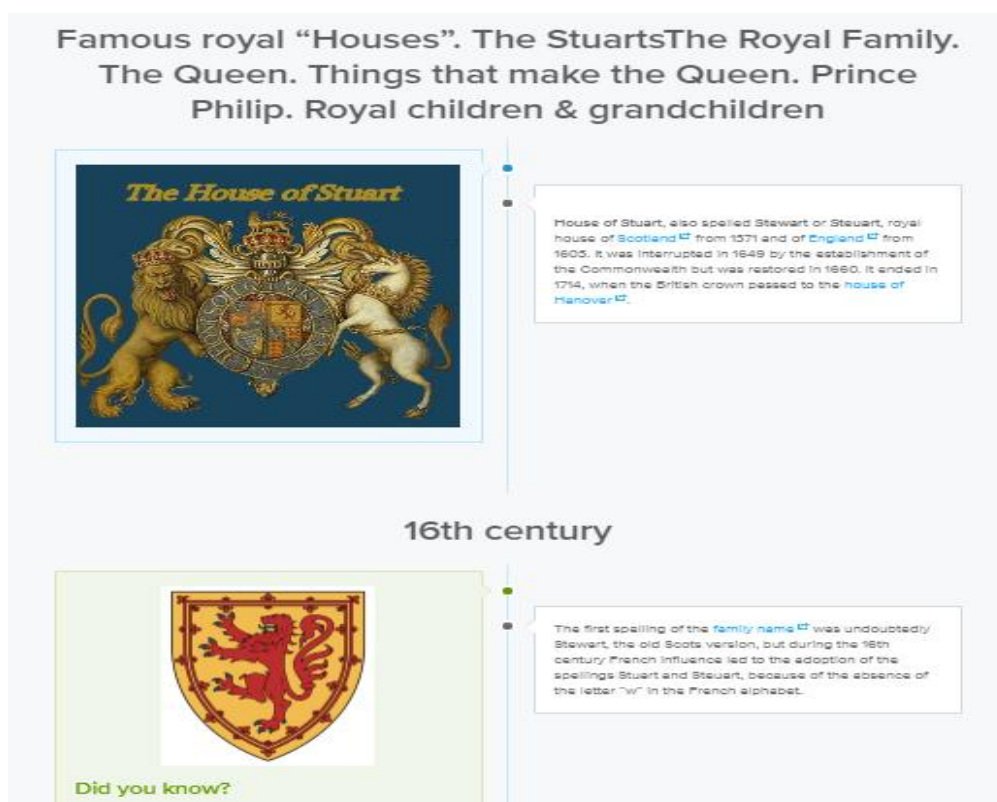 Famous royal “Houses”. The StuartsThe Royal Family.
The Queen. Things that make the Queen. Prince
Philip. Royal children & grandchildren
The House of Stuart
House of Stuart, also spelled Stewart or Steuart, royal
house of Scotland from 1371 and of England from
1603. It was interrupted in 1649 by the establishment of
the Commonwealth but was restored in 1660. It ended in
1714, when the British crown passed to the house of
Hanover.
16th century
The first spelling of the family name was undoubtedly
Stewart, the old Scots version, but during the 16th
century French influence led to the adoption of the
spellings Stuart and Steuart, because of the absence of
the letter "w" in the French alphabet.
Did you know?